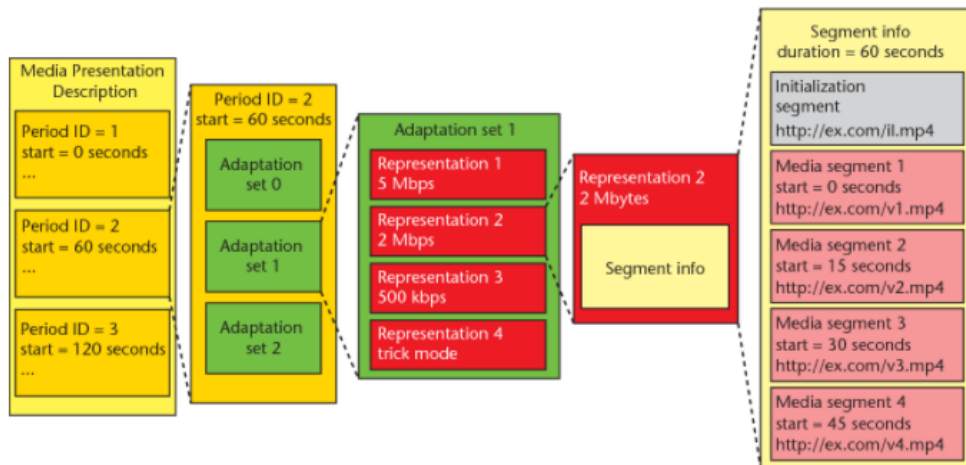 Media Presentation
Description
Period ID = 1
start = 0 seconds
...
Period ID = 2
start = 60 seconds
...
Period ID = 3
start = 120 seconds
...
Period ID = 2
start = 60 seconds
Adaptation
set 0
Adaptation
set 1
Adaptation
set 2
Adaptation set 1
Representation 1
5 Mbps
Representation 2
2 Mbps
Representation 3
500 kbps
Representation 4
trick mode
Representation 2
2 Mbytes
Segment info
Segment info
duration = 60 seconds
Initialization
segment
http://ex.com/il.mp4
Media segment 1
start = 0 seconds
http://ex.com/v1.mp4
Media segment 2
start = 15 seconds
http://ex.com/v2.mp4
Media segment 3
start = 30 seconds
http://ex.com/v3.mp4
Media segment 4
start = 45 seconds
http://ex.com/v4.mp4